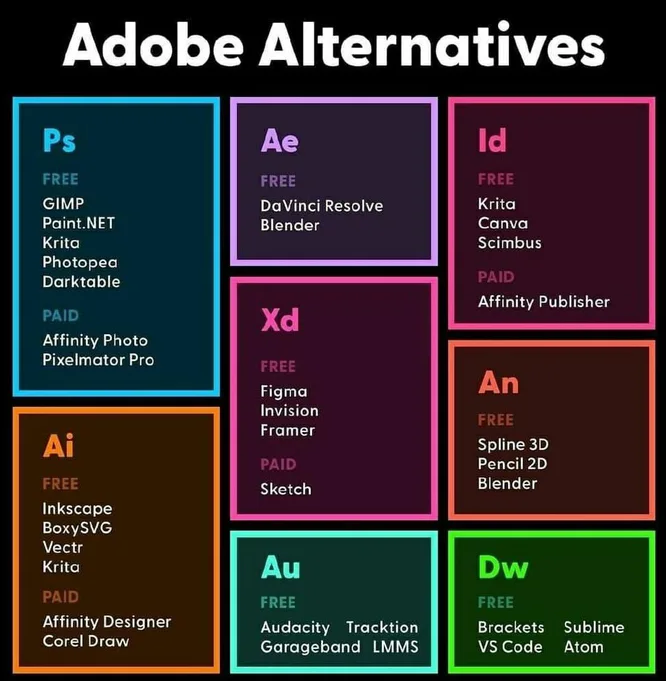 Adobe Alternatives
Ps
FREE
GIMP
Paint.NET
Krita
Photopea
Darktable
PAID
Affinity Photo
Pixelmator Pro
Ai
FREE
Inkscape
BoxySVG
Vectr
Krita
PAID
Affinity Designer
Corel Draw
Ae
FREE
DaVinci Resolve
Blender
Xd
FREE
Figma
Invision
Framer
PAID
Sketch
Au
FREE
Audacity Tracktion
Garageband LMMS
Id
FREE
Krita
Canva
Scimbus
PAID
Affinity Publisher
An
FREE
Spline 3D
Pencil 2D
Blender
Dw
FREE
Brackets Sublime
VS Code Atom